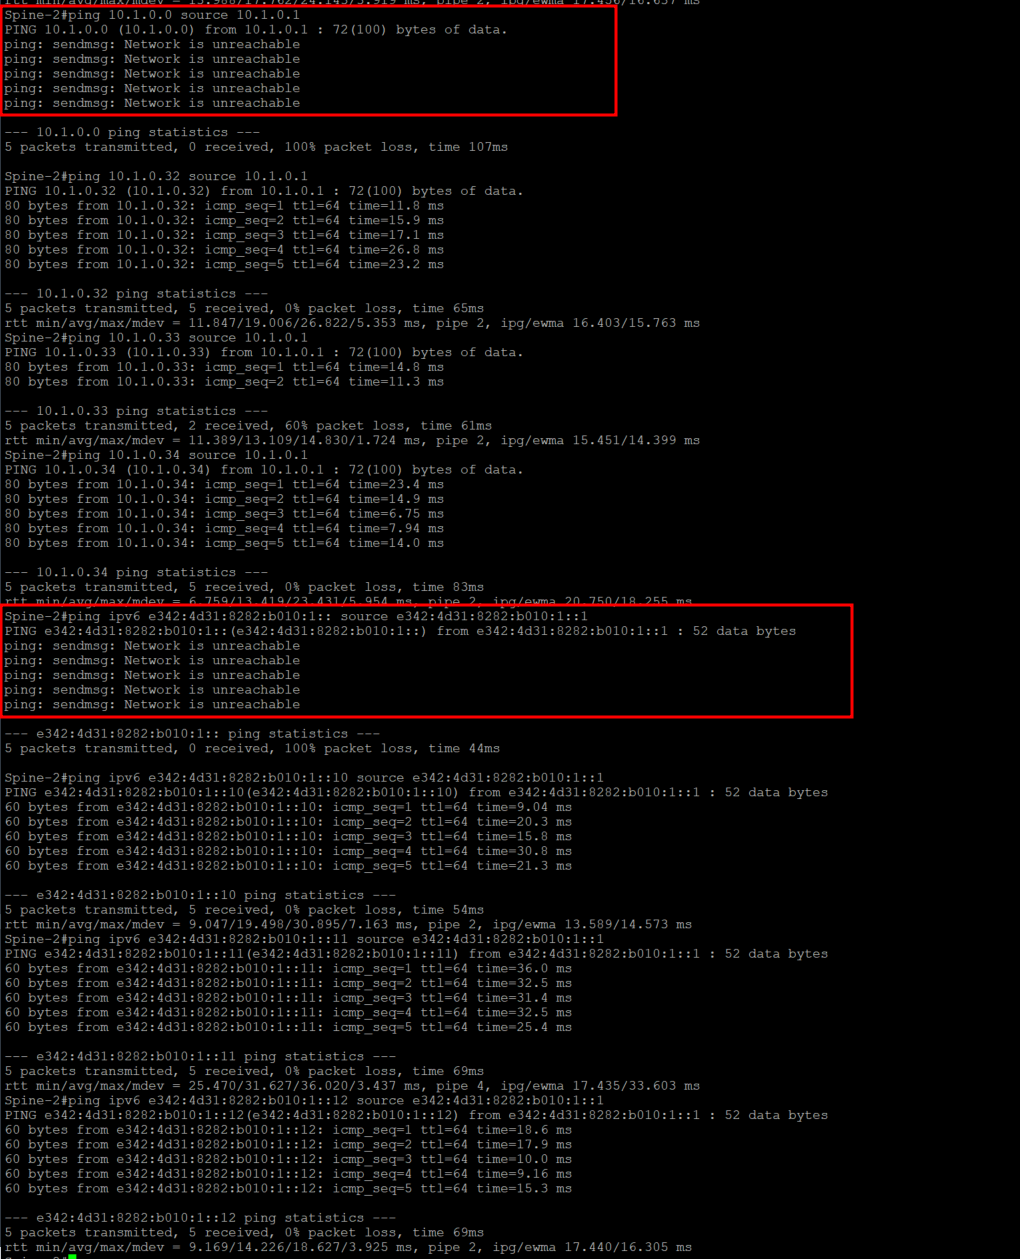 rtt min/avg/max/mdev = 13.988/17.762/24.145/3.919 ms, pipe 2, ipg/ewma 17.456/16.657 ms
Spine-2#ping 10.1.0.0 source 10.1.0.1
PING 10.1.0.0 (10.1.0.0) from 10.1.0.1 : 72(100) bytes of data.
ping: sendmsg: Network is unreachable
ping: sendmsg: Network is unreachable
ping: sendmsg: Network is unreachable
ping: sendmsg: Network is unreachable
ping: sendmsg: Network is unreachable
--- 10.1.0.0 ping statistics ---
5 packets transmitted, 0 received, 100% packet loss, time 107ms
Spine-2#ping 10.1.0.32 source 10.1.0.1
PING 10.1.0.32 (10.1.0.32) from 10.1.0.1 : 72(100) bytes of data.
80 bytes from 10.1.0.32: icmp_seq=1 ttl=64 time=11.8 ms
80 bytes from 10.1.0.32: icmp_seq=2 ttl=64 time=15.9 ms
80 bytes from 10.1.0.32: icmp_seq=3 ttl=64 time=17.1 ms
80 bytes from 10.1.0.32: icmp_seq=4 ttl=64 time=26.8 ms
80 bytes from 10.1.0.32: icmp_seq=5 ttl=64 time=23.2 ms
--- 10.1.0.32 ping statistics ---
5 packets transmitted, 5 received, 0% packet loss, time 65ms
rtt min/avg/max/mdev = 11.847/19.006/26.822/5.353 ms, pipe 2, ipg/ewma 16.403/15.763 ms
Spine-2#ping 10.1.0.33 source 10.1.0.1
PING 10.1.0.33 (10.1.0.33) from 10.1.0.1 : 72(100) bytes of data.
80 bytes from 10.1.0.33: icmp_seq=1 ttl=64 time=14.8 ms
80 bytes from 10.1.0.33: icmp_seq=2 ttl=64 time=11.3 ms
--- 10.1.0.33 ping statistics ---
5 packets transmitted, 2 received, 60% packet loss, time 61ms
rtt min/avg/max/mdev = 11.389/13.109/14.830/1.724 ms, pipe 2, ipg/ewma 15.451/14.399 ms
Spine-2#ping 10.1.0.34 source 10.1.0.1
PING 10.1.0.34 (10.1.0.34) from 10.1.0.1 : 72(100) bytes of data.
80 bytes from 10.1.0.34: icmp_seq=1 ttl=64 time=23.4 ms
80 bytes from 10.1.0.34: icmp_seq=2 ttl=64 time=14.9 ms
80 bytes from 10.1.0.34: icmp_seq=3 ttl=64 time=6.75 ms
80 bytes from 10.1.0.34: icmp_seq=4 ttl=64 time=7.94 ms
80 bytes from 10.1.0.34: icmp_seq=5 ttl=64 time=14.0 ms
--- 10.1.0.34 ping statistics ---
5 packets transmitted, 5 received, 0% packet loss, time 83ms
rtt min/avg/max/mdev = 6.759/13.419/23.431/5.954 ms, pipe 2, ipg/ewma 20.750/18.255 ms
Spine-2#ping ipv6 e342:4d31:8282:b010:1:: source e342:4d31:8282:b010:1::1
PING e342:4d31:8282:b010:1::(e342:4d31:8282:b010:1::) from e342:4d31:8282:b010:1::1 : 52 data bytes
ping: sendmsg: Network is unreachable
ping: sendmsg: Network is unreachable
ping: sendmsg: Network is unreachable
ping: sendmsg: Network is unreachable
ping: sendmsg: Network is unreachable
--- e342:4d31:8282:b010:1:: ping statistics ---
5 packets transmitted, 0 received, 100% packet loss, time 44ms
Spine-2#ping ipv6 e342:4d31:8282:b010:1::10 source e342:4d31:8282:b010:1::1
PING e342:4d31:8282:b010:1::10(e342:4d31:8282:b010:1::10) from e342:4d31:8282:b010:1::1 : 52 data bytes
60 bytes from e342:4d31:8282:b010:1::10: icmp_seq=1 ttl=64 time=9.04 ms
60 bytes from e342:4d31:8282:b010:1::10: icmp_seq=2 ttl=64 time=20.3 ms
60 bytes from e342:4d31:8282:b010:1::10: icmp_seq=3 ttl=64 time=15.8 ms
60 bytes from e342:4d31:8282:b010:1::10: icmp_seq=4 ttl=64 time=30.8 ms
60 bytes from e342:4d31:8282:b010:1::10: icmp_seq=5 ttl=64 time=21.3 ms
--- e342:4d31:8282:b010:1::10 ping statistics ---
5 packets transmitted, 5 received, 0% packet loss, time 54ms
rtt min/avg/max/mdev = 9.047/19.498/30.895/7.163 ms, pipe 2, ipg/ewma 13.589/14.573 ms
Spine-2#ping ipv6 e342:4d31:8282:b010:1::11 source e342:4d31:8282:b010:1::1
PING e342:4d31:8282:b010:1::11(e342:4d31:8282:b010:1::11) from e342:4d31:8282:b010:1::1 : 52 data bytes
60 bytes from e342:4d31:8282:b010:1::11: icmp_seq=1 ttl=64 time=36.0 ms
60 bytes from e342:4d31:8282:b010:1::11: icmp_seq=2 ttl=64 time=32.5 ms
60 bytes from e342:4d31:8282:b010:1::11: icmp_seq=3 ttl=64 time=31.4 ms
60 bytes from e342:4d31:8282:b010:1::11: icmp_seq=4 ttl=64 time=32.5 ms
60 bytes from e342:4d31:8282:b010:1::11: icmp_seq=5 ttl=64 time=25.4 ms
--- e342:4d31:8282:b010:1::11 ping statistics ---
5 packets transmitted, 5 received, 0% packet loss, time 69ms
rtt min/avg/max/mdev = 25.470/31.627/36.020/3.437 ms, pipe 4, ipg/ewma 17.435/33.603 ms
Spine-2#ping ipv6 e342:4d31:8282:b010:1::12 source e342:4d31:8282:b010:1::1
PING e342:4d31:8282:b010:1::12(e342:4d31:8282:b010:1::12) from e342:4d31:8282:b010:1::1 : 52 data bytes
60 bytes from e342:4d31:8282:b010:1::12: icmp_seq=1 ttl=64 time=18.6 ms
60 bytes from e342:4d31:8282:b010:1::12: icmp_seq=2 ttl=64 time=17.9 ms
60 bytes from e342:4d31:8282:b010:1::12: icmp_seq=3 ttl=64 time=10.0 ms
60 bytes from e342:4d31:8282:b010:1::12: icmp_seq=4 ttl=64 time=9.16 ms
60 bytes from e342:4d31:8282:b010:1::12: icmp_seq=5 ttl=64 time=15.3 ms
--- e342:4d31:8282:b010:1::12 ping statistics ---
5 packets transmitted, 5 received, 0% packet loss, time 69ms
rtt min/avg/max/mdev = 9.169/14.226/18.627/3.925 ms, pipe 2, ipg/ewma 17.440/16.305 ms